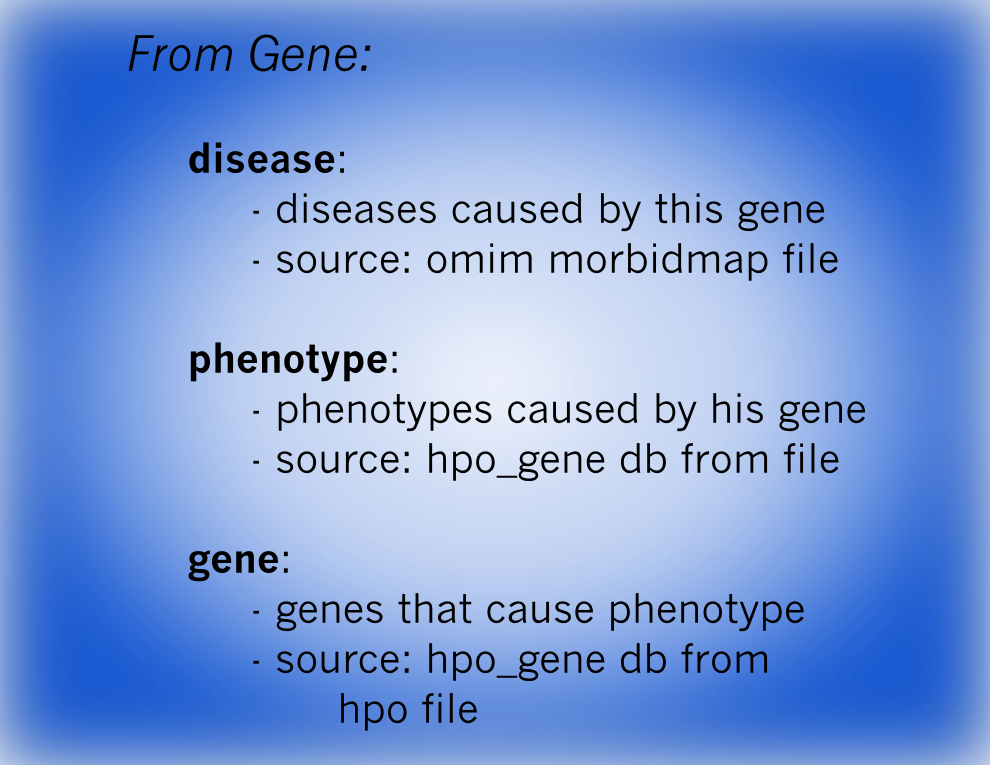 From Gene:
disease:
- diseases caused by this gene
- source: omim morbidmap file
phenotype:
- phenotypes caused by his gene
- source: hpo_gene db from file
gene:
- genes that cause phenotype
- source: hpo_gene db from
hpo file